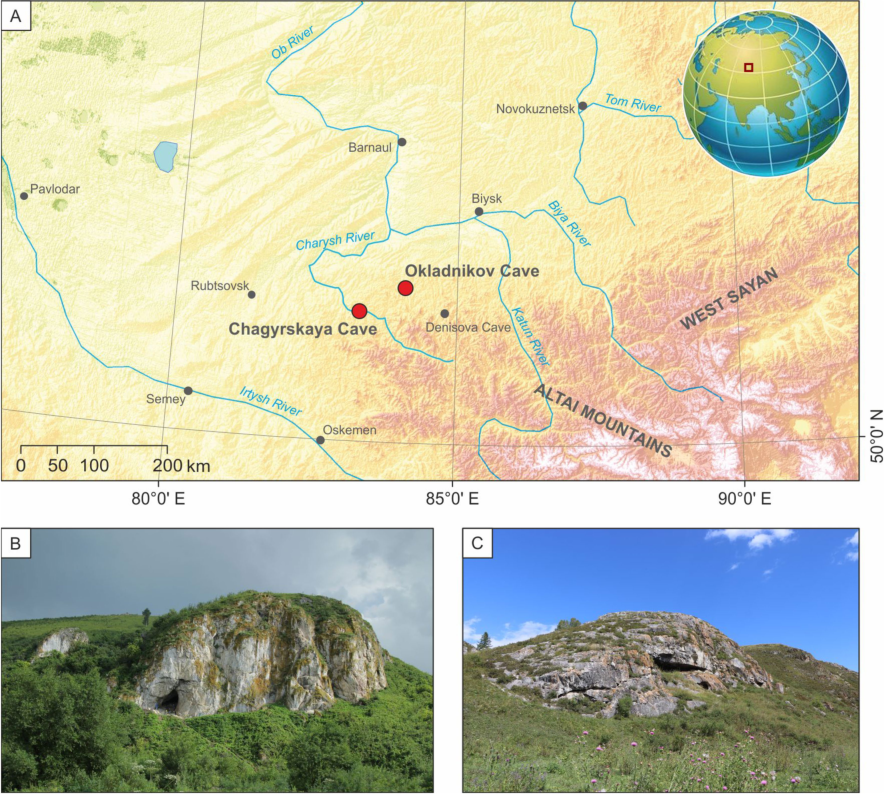 A
Ob River
Novokuznetsk
Tom River
Barnaul
Pavlodar
Biysk
Biya River
Charysh River
Okladnikov Cave
Rubtsovsk
WEST SAYAN
Chagyrskaya Cave
Denisova Cave
Katun River
Semey
Irtysh River
ALTAI MOUNTAINS
Oskemen
50°0' N
0 50 100 200 km
80°0' E 85°0' E 90°0' E
B
C